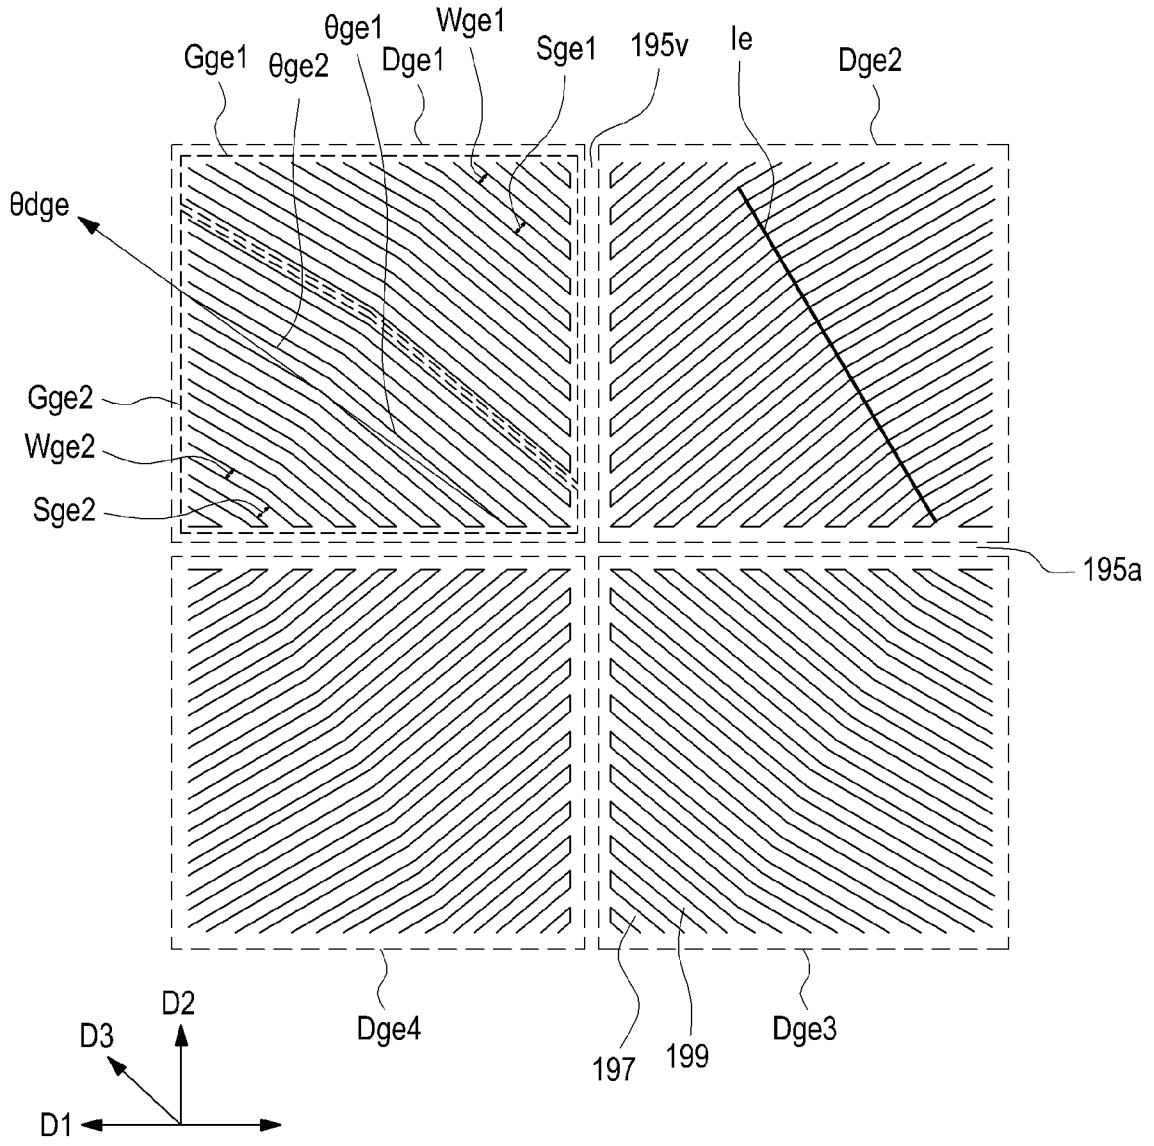 Wge1
θge1
Gge1
θge2
Dge1
Sge1
195v
Ie
Dge2
θdge
Gge2
Wge2
Sge2
195a
D2
Dge4
Dge3
D3
197
199
D1